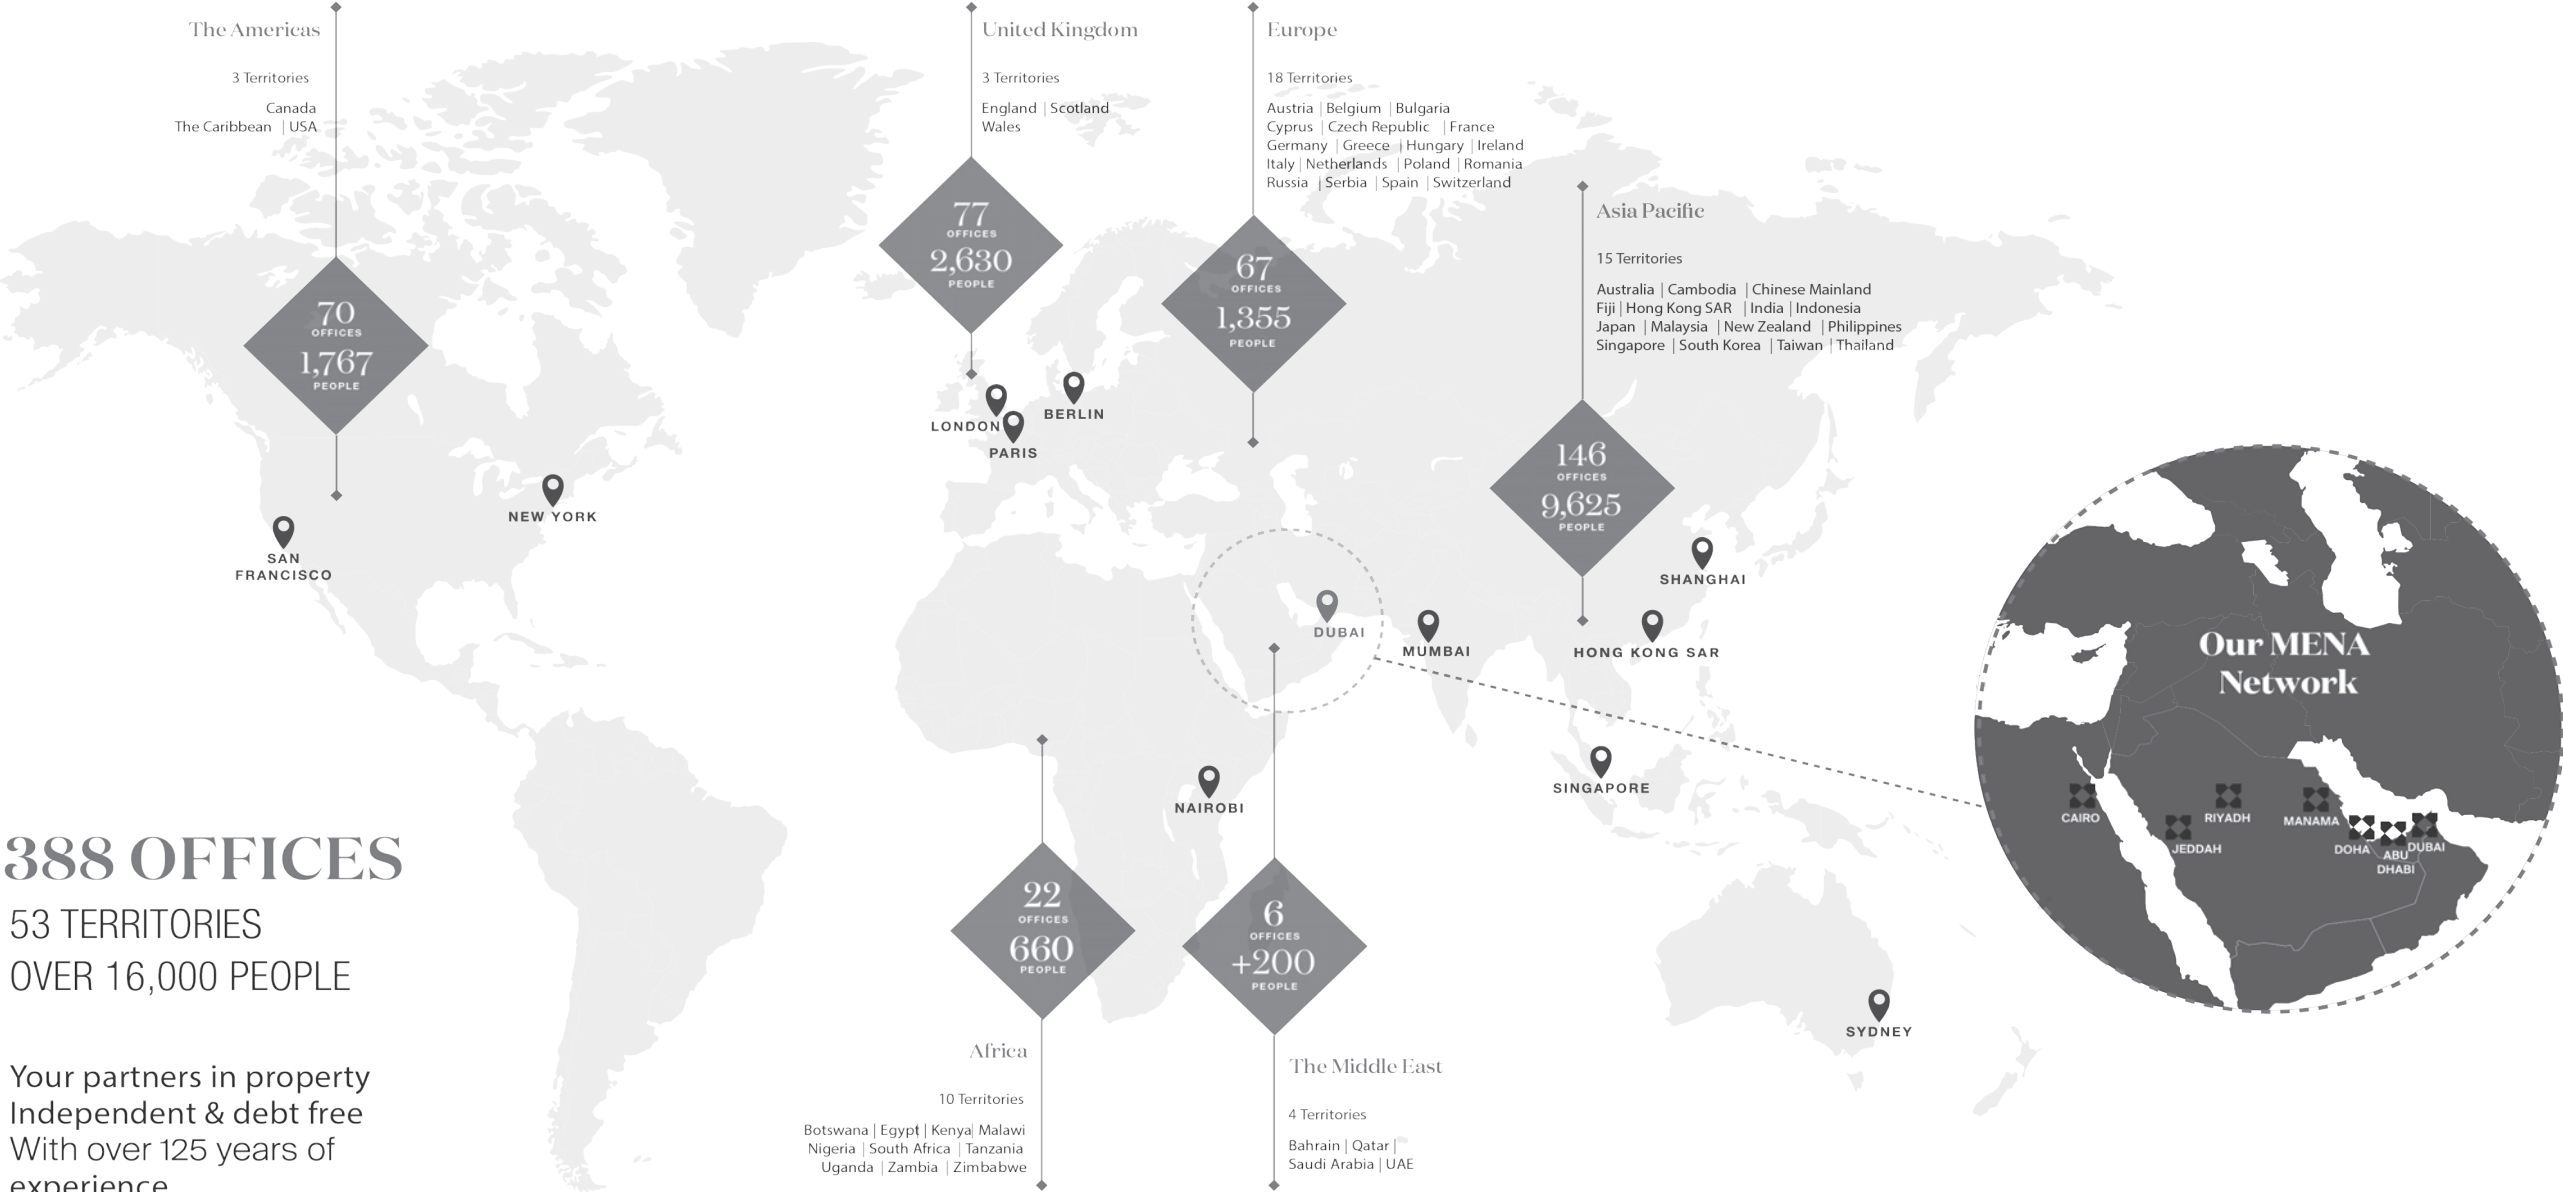 The Americas
3 Territories
Canada
The Caribbean | USA
70
OFFICES
1,767
PEOPLE
United Kingdom
3 Territories
England | Scotland
Wales
77
OFFICES
2,630
PEOPLE
Europe
18 Territories
Austria | Belgium | Bulgaria
Cyprus | Czech Republic | France
Germany | Greece | Hungary | Ireland
Italy | Netherlands | Poland | Romania
Russia | Serbia | Spain | Switzerland
67
OFFICES
1,355
PEOPLE
Asia Pacific
15 Territories
Australia | Cambodia | Chinese Mainland
Fiji | Hong Kong SAR | India | Indonesia
Japan | Malaysia | New Zealand | Philippines
Singapore | South Korea | Taiwan | Thailand
146
OFFICES
9,625
PEOPLE
LONDON
BERLIN
PARIS
NEW YORK
SAN
FRANCISCO
SHANGHAI
DUBAI
MUMBAI
HONG KONG SAR
SINGAPORE
NAIROBI
SYDNEY
Our MENA
Network
CAIRO
RIYADH
MANAMA
JEDDAH
DOHA
ABU
DHABI
DUBAI
388 OFFICES
53 TERRITORIES
OVER 16,000 PEOPLE
Your partners in property
Independent & debt free
With over 125 years of
experience
22
OFFICES
660
PEOPLE
Africa
10 Territories
Botswana | Egypt | Kenya | Malawi
Nigeria | South Africa | Tanzania
Uganda | Zambia | Zimbabwe
6
OFFICES
+200
PEOPLE
The Middle East
4 Territories
Bahrain | Qatar |
Saudi Arabia | UAE